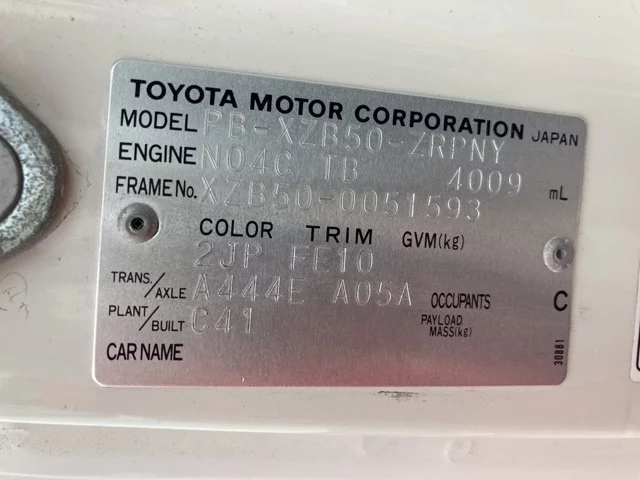 TOYOTA MOTOR CORPORATION JAPAN
MODEL PB-XZB50-ZRPNY
ENGINE N04C TB 4009 mL
FRAME No. XZB50-0051593
COLOR TRIM GVM(kg)
2JP FE10
TRANS./AXLE A444E A05A OCCUPANTS C
PLANT/BUILT C41 PAYLOAD MASS(kg)
CAR NAME
30881